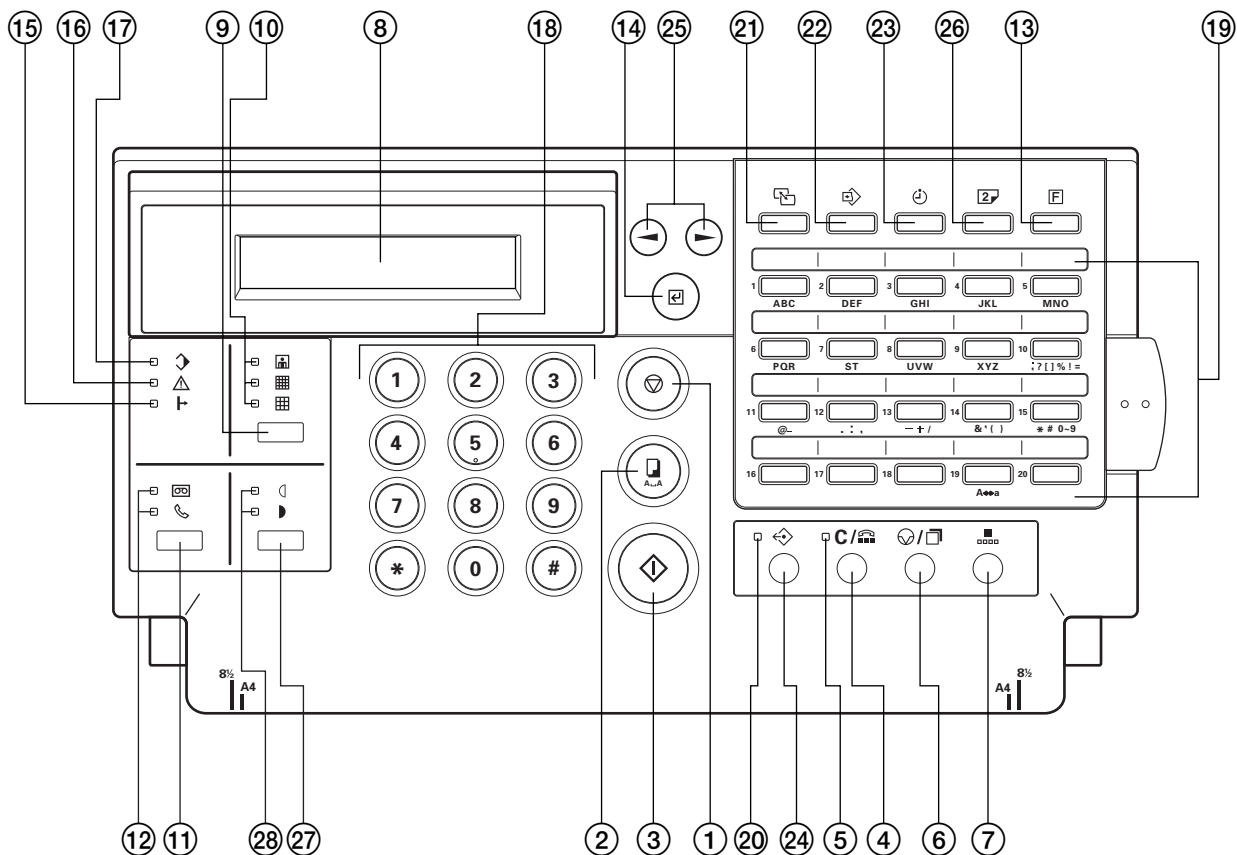 ⑮ ⑯ ⑰ ⑨ ⑩ ⑧ ⑱ ⑭ ㉕ ㉑ ㉒ ㉓ ㉖ ⑬ ⑲
2 F
1 2 3 4 5
ABC DEF GHI JKL MNO
6 7 8 9 10
PQR ST UVW XYZ ;?[]%!=
11 12 13 14 15
@_ .:, −+/ &'() * # 0~9
16 17 18 19 20
A a
1 2 3
4 5 6
7 8 9
* 0 #
A A
C/ /
8½ A4
A4 8½
⑫ ⑪ ㉘ ㉗ ② ③ ① ⑳ ㉔ ⑤ ④ ⑥ ⑦